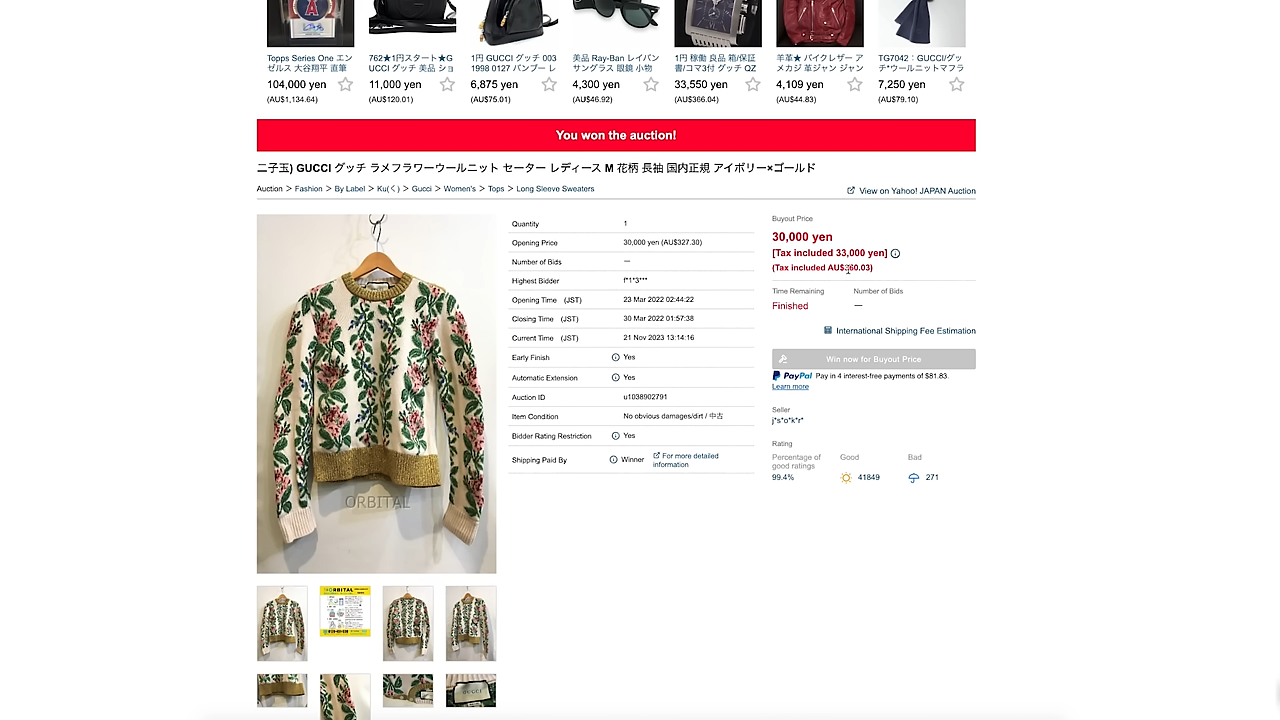 Topps Series One エン
ゼルス 大谷翔平 直筆
104,000 yen
(AU$1,134.64)
762★1円スタート★G
UCCI グッチ 美品 ショ
11,000 yen
(AU$120.01)
1円 GUCCI グッチ 003
1998 0127 バンブー レ
6,875 yen
(AU$75.01)
美品 Ray-Ban レイバン
サングラス 眼鏡 小物
4,300 yen
(AU$46.92)
1円 稼働 良品 箱/保証
書/コマ3付 グッチ QZ
33,550 yen
(AU$366.04)
羊革★ バイクレザー ア
メカジ 革ジャン ジャン
4,109 yen
(AU$44.83)
TG7042：GUCCI/グッ
チ*ウールニットマフラ
7,250 yen
(AU$79.10)
You won the auction!
二子玉) GUCCI グッチ ラメフラワーウールニット セーター レディース M 花柄 長袖 国内正規 アイボリー×ゴールド
Auction > Fashion > By Label > Ku(く) > Gucci > Women's > Tops > Long Sleeve Sweaters
View on Yahoo! JAPAN Auction
ORBITAL
ORBITAL
GUCCI
Quantity 1
Opening Price 30,000 yen (AU$327.30)
Number of Bids —
Highest Bidder f*1*3***
Opening Time (JST) 23 Mar 2022 02:44:22
Closing Time (JST) 30 Mar 2022 01:57:38
Current Time (JST) 21 Nov 2023 13:14:16
Early Finish Yes
Automatic Extension Yes
Auction ID u1038902791
Item Condition No obvious damages/dirt / 中古
Bidder Rating Restriction Yes
Shipping Paid By Winner For more detailed
information
Buyout Price
30,000 yen
[Tax included 33,000 yen]
(Tax included AU$360.03)
Time Remaining Number of Bids
Finished —
International Shipping Fee Estimation
Win now for Buyout Price
PayPal Pay in 4 interest-free payments of $81.83.
Learn more
Seller
j*s*o*k*r*
Rating
Percentage of
good ratings
99.4%
Good
41849
Bad
271